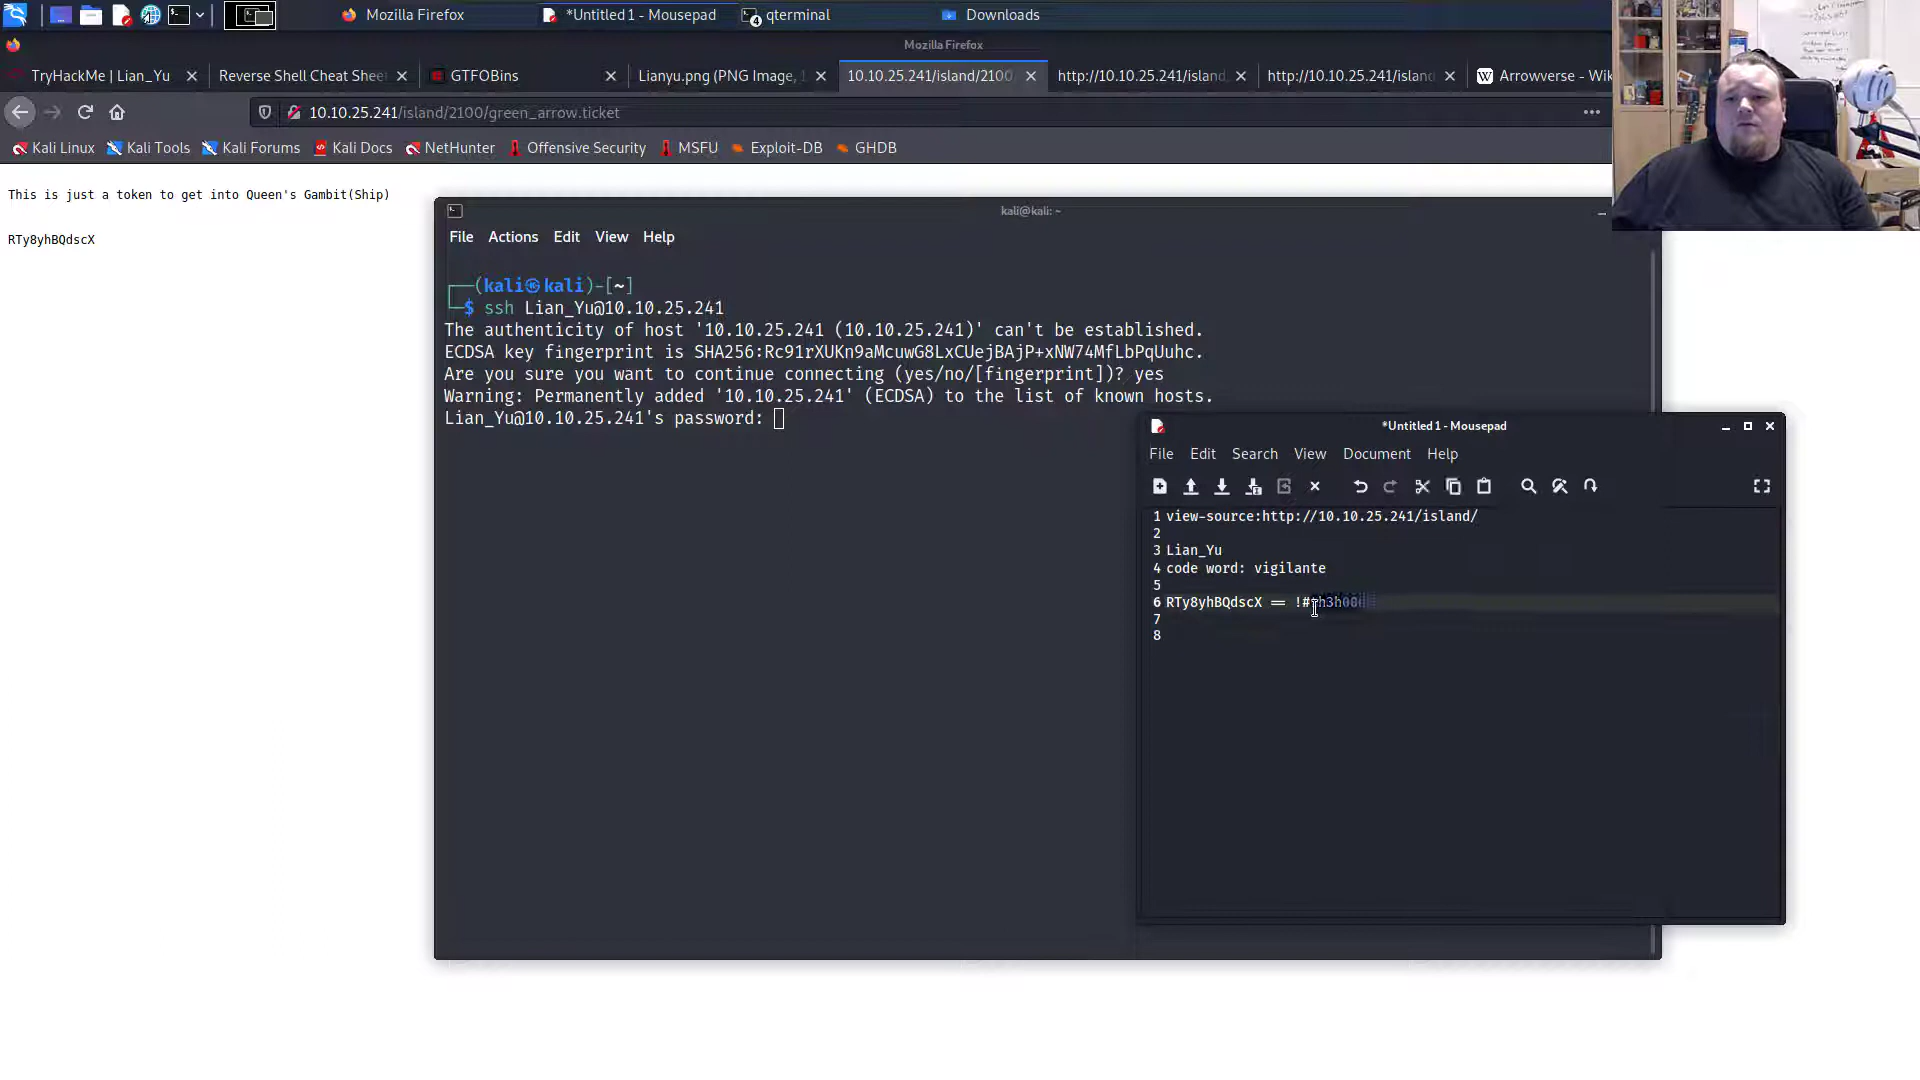 Mozilla Firefox
*Untitled 1 - Mousepad
4
qterminal
Downloads
Mozilla Firefox
TryHackMe | Lian_Yu
Reverse Shell Cheat Sheet
GTFOBins
Lianyu.png (PNG Image,
10.10.25.241/island/2100
http://10.10.25.241/island
http://10.10.25.241/island
W Arrowverse - Wi
10.10.25.241/island/2100/green_arrow.ticket
Kali Linux
Kali Tools
Kali Forums
Kali Docs
NetHunter
Offensive Security
MSFU
Exploit-DB
GHDB
This is just a token to get into Queen's Gambit(Ship)
RTy8yhBQdscX
kali@kali: ~
File Actions Edit View Help
(kali㉿kali)-[~]
$ ssh Lian_Yu@10.10.25.241
The authenticity of host '10.10.25.241 (10.10.25.241)' can't be established.
ECDSA key fingerprint is SHA256:Rc91rXUKn9aMcuwG8LxCUejBAjP+xNW74MfLbPqUuhc.
Are you sure you want to continue connecting (yes/no/[fingerprint])? yes
Warning: Permanently added '10.10.25.241' (ECDSA) to the list of known hosts.
Lian_Yu@10.10.25.241's password:
*Untitled 1 - Mousepad
File Edit Search View Document Help
1 view-source:http://10.10.25.241/island/
2
3 Lian_Yu
4 code word: vigilante
5
6 RTy8yhBQdscX ==
7
8